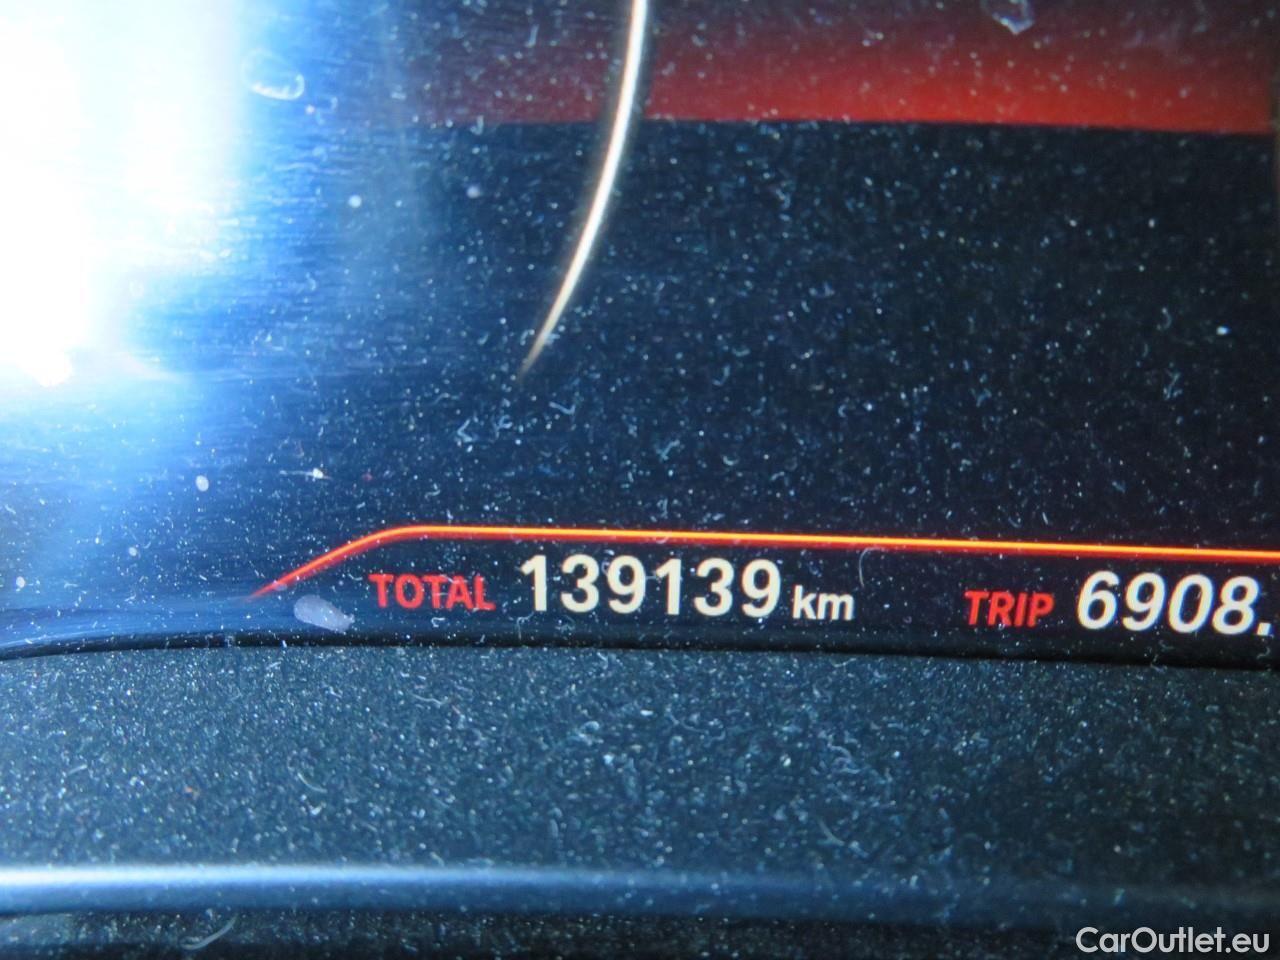 TOTAL 139139 km TRIP 6908.
CarOutlet.eu